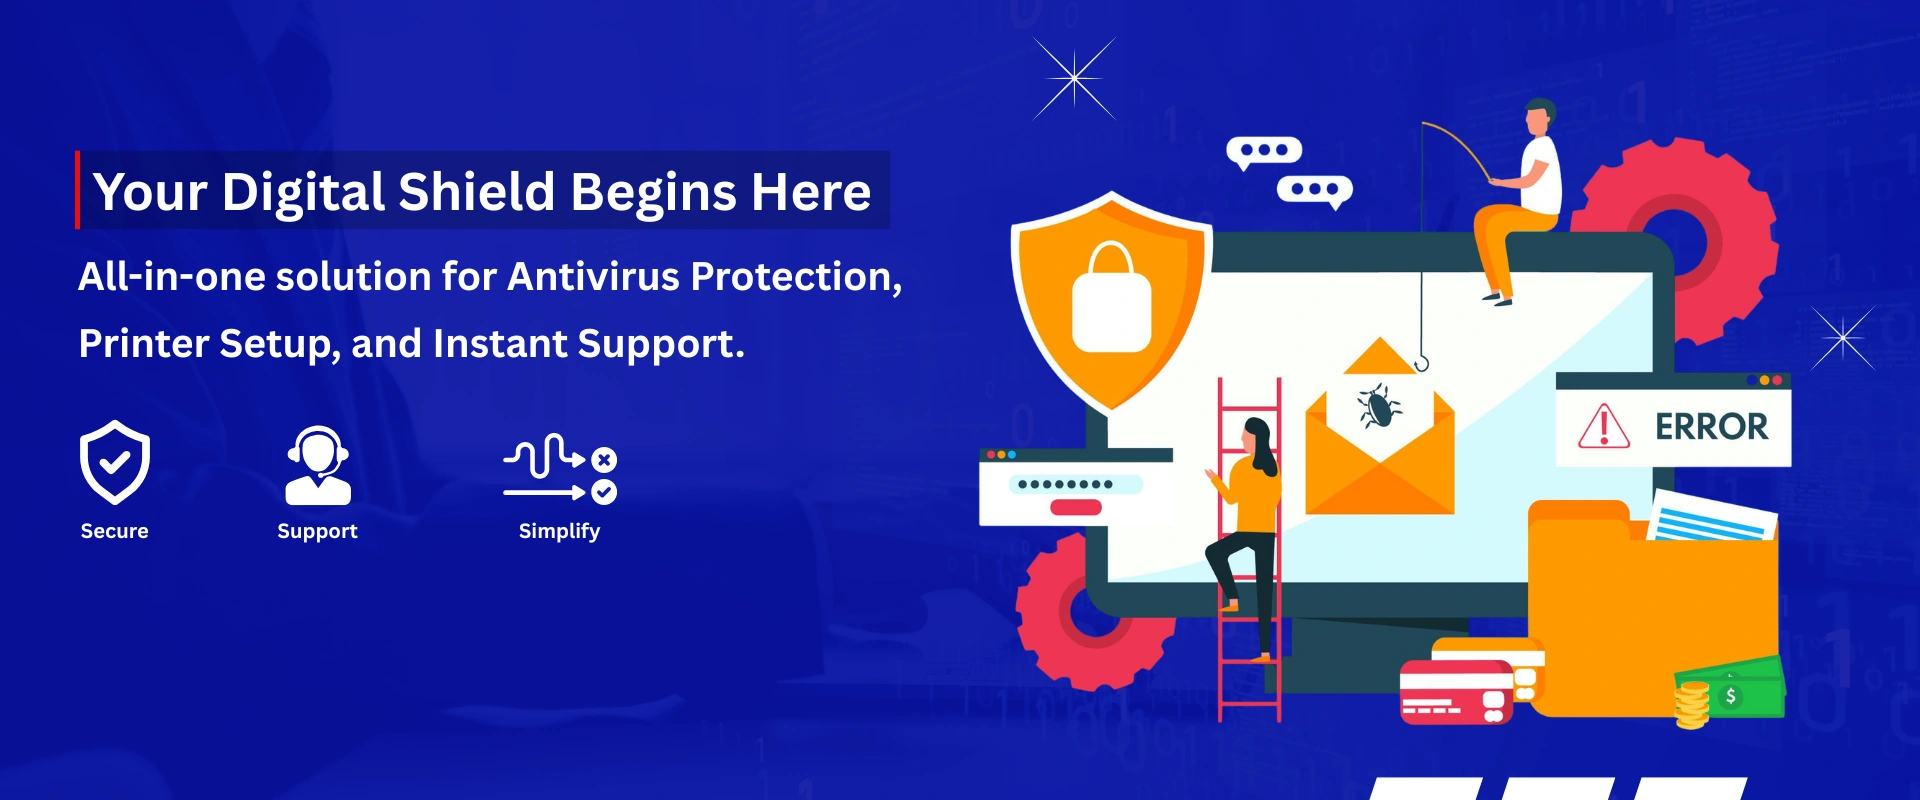 Your Digital Shield Begins Here
All-in-one solution for Antivirus Protection,
Printer Setup, and Instant Support.
Secure
Support
Simplify
ERROR
$